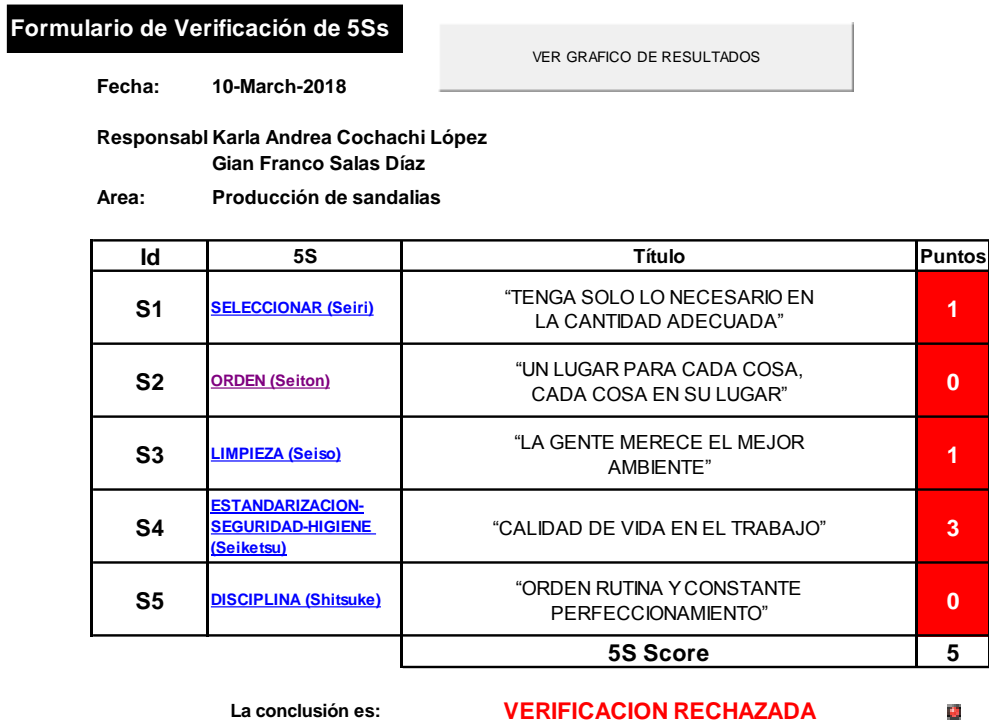 Formulario de Verificación de 5Ss
VER GRAFICO DE RESULTADOS
Fecha: 10-March-2018
Responsabl Karla Andrea Cochachi López
Gian Franco Salas Díaz
Area: Producción de sandalias
Id 5S Título Puntos
S1 SELECCIONAR (Seiri) “TENGA SOLO LO NECESARIO EN
LA CANTIDAD ADECUADA” 1
S2 ORDEN (Seiton) “UN LUGAR PARA CADA COSA,
CADA COSA EN SU LUGAR” 0
S3 LIMPIEZA (Seiso) “LA GENTE MERECE EL MEJOR
AMBIENTE” 1
ESTANDARIZACION-
S4 SEGURIDAD-HIGIENE “CALIDAD DE VIDA EN EL TRABAJO” 3
(Seiketsu)
S5 DISCIPLINA (Shitsuke) “ORDEN RUTINA Y CONSTANTE
PERFECCIONAMIENTO” 0
5S Score 5
La conclusión es: VERIFICACION RECHAZADA